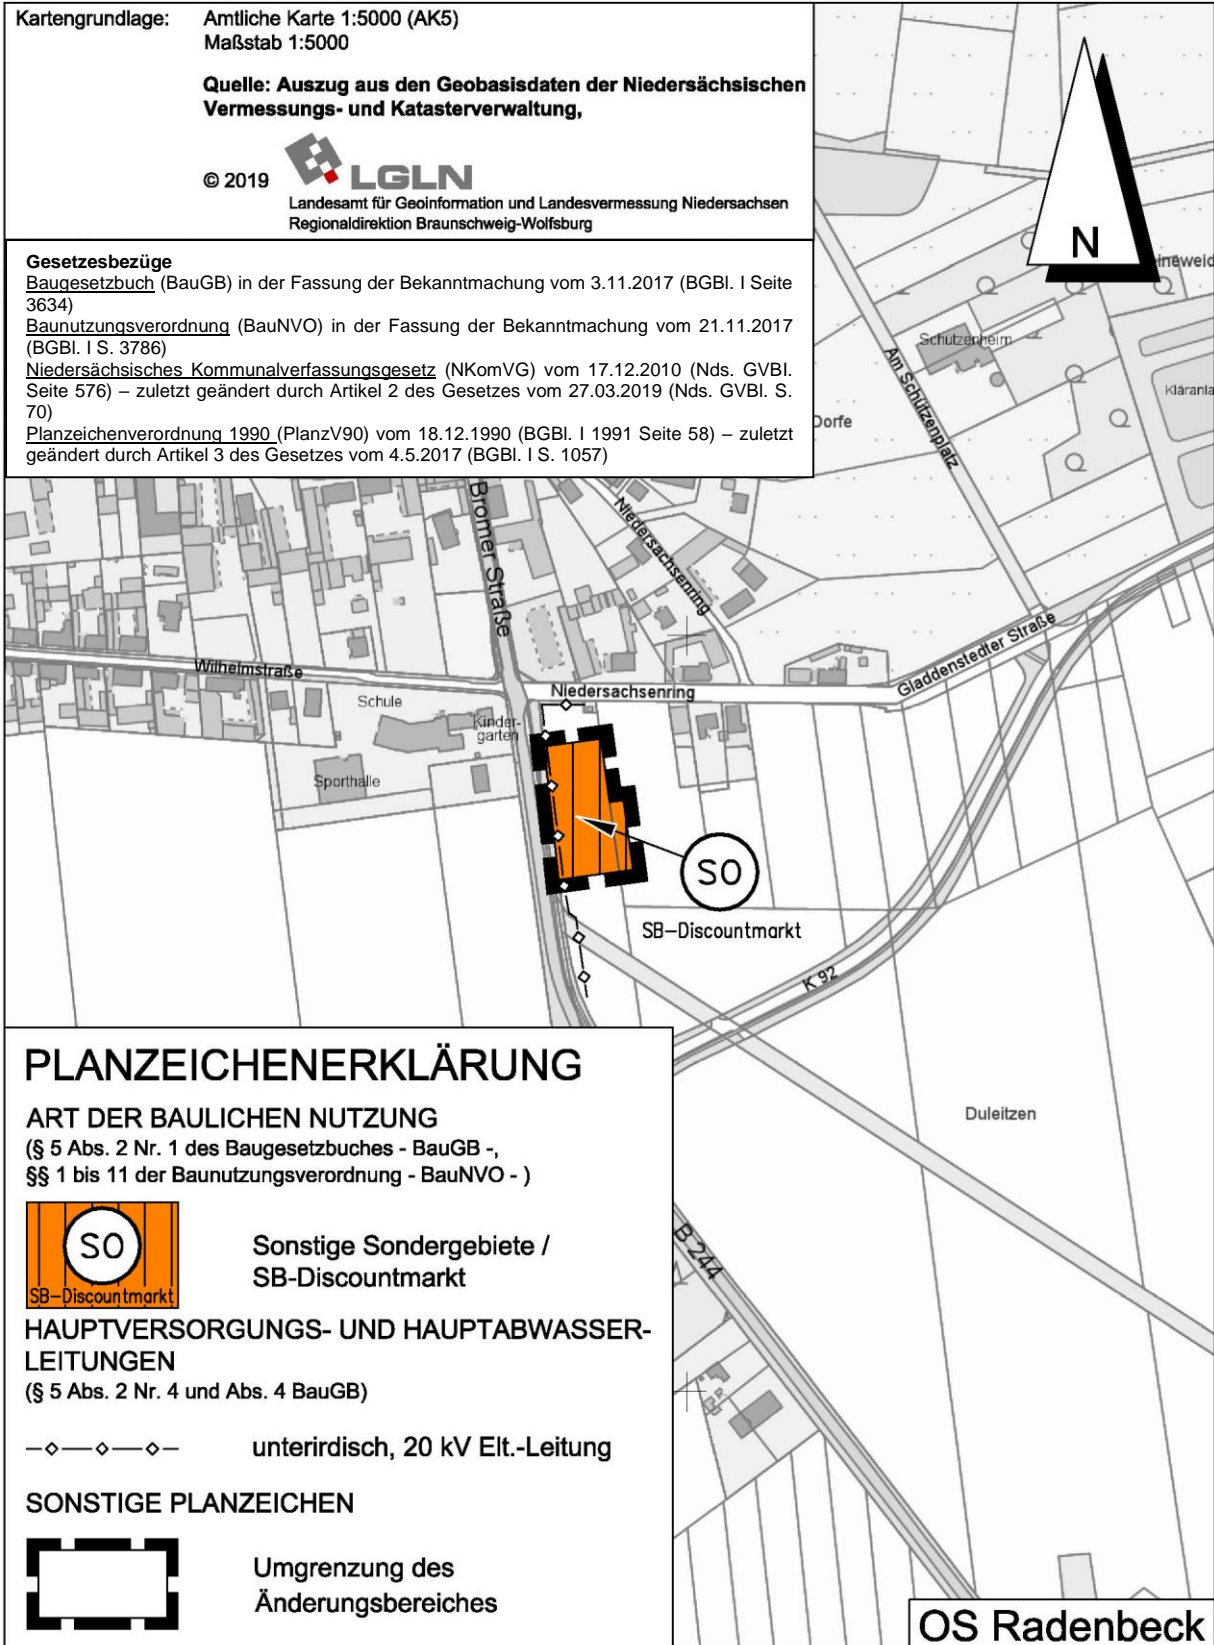 Kartengrundlage: Amtliche Karte 1:5000 (AK5)
Maßstab 1:5000
Quelle: Auszug aus den Geobasisdaten der Niedersächsischen
Vermessungs- und Katasterverwaltung,
© 2019 LGLN
Landesamt für Geoinformation und Landesvermessung Niedersachsen
Regionaldirektion Braunschweig-Wolfsburg
Gesetzesbezüge
Baugesetzbuch (BauGB) in der Fassung der Bekanntmachung vom 3.11.2017 (BGBl. I Seite
3634)
Baunutzungsverordnung (BauNVO) in der Fassung der Bekanntmachung vom 21.11.2017
(BGBl. I S. 3786)
Niedersächsisches Kommunalverfassungsgesetz (NKomVG) vom 17.12.2010 (Nds. GVBl.
Seite 576) – zuletzt geändert durch Artikel 2 des Gesetzes vom 27.03.2019 (Nds. GVBl. S.
70)
Planzeichenverordnung 1990 (PlanzV90) vom 18.12.1990 (BGBl. I 1991 Seite 58) – zuletzt
geändert durch Artikel 3 des Gesetzes vom 4.5.2017 (BGBl. I S. 1057)
N
ineweid
Schützenheim
Am Schützenplatz
Kläranla
Dorfe
Bromer Straße
Niedersachsenring
Wilhelmstraße
Schule
Kinder-
garten
Sporthalle
Niedersachsenring
Gladdenstedter Straße
SO
SB-Discountmarkt
K 92
Duleitzen
B 244
PLANZEICHENERKLÄRUNG
ART DER BAULICHEN NUTZUNG
(§ 5 Abs. 2 Nr. 1 des Baugesetzbuches - BauGB -,
§§ 1 bis 11 der Baunutzungsverordnung - BauNVO - )
SO
SB-Discountmarkt
Sonstige Sondergebiete /
SB-Discountmarkt
HAUPTVERSORGUNGS- UND HAUPTABWASSER-
LEITUNGEN
(§ 5 Abs. 2 Nr. 4 und Abs. 4 BauGB)
unterirdisch, 20 kV Elt.-Leitung
SONSTIGE PLANZEICHEN
Umgrenzung des
Änderungsbereiches
OS Radenbeck